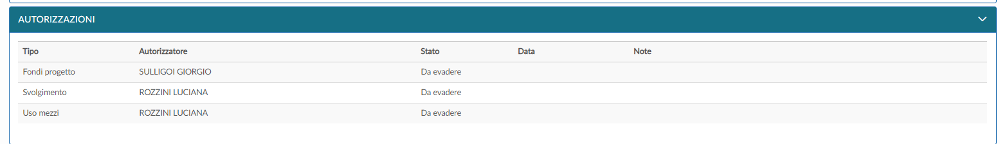 AUTORIZZAZIONI
Tipo Autorizzatore Stato Data Note
Fondi progetto SULLIGOI GIORGIO Da evadere
Svolgimento ROZZINI LUCIANA Da evadere
Uso mezzi ROZZINI LUCIANA Da evadere